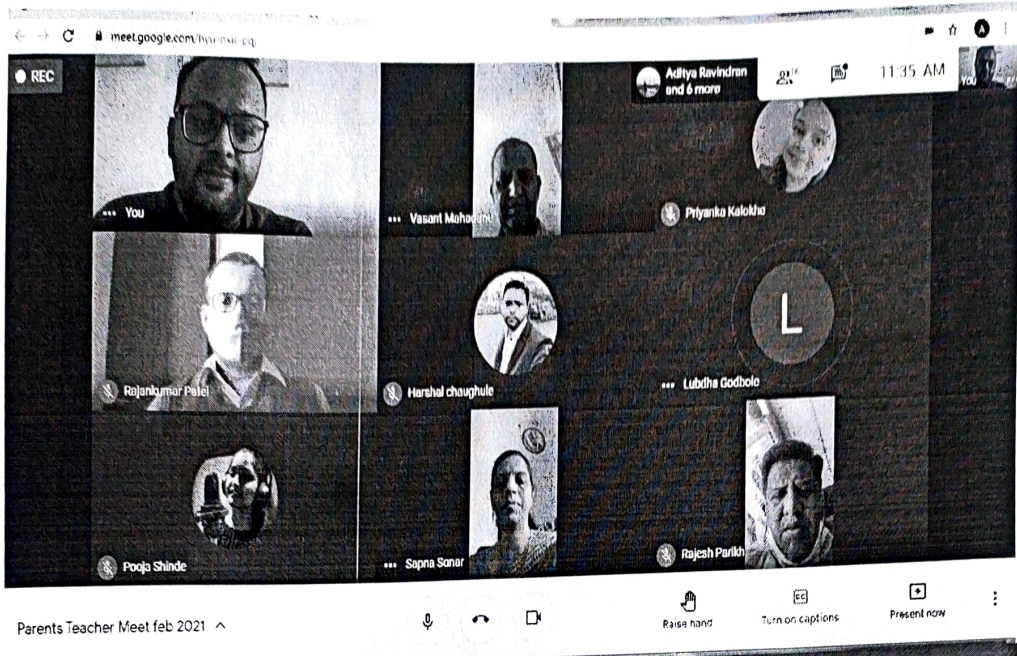 meet.google.com/
REC
Aditya Ravindran
and 6 more
16
11:35 AM
You
A
You
Vasant
Priyanka Kalokhe
Rajankumar Patel
Harshal chaughule
L
Lubdha Godbole
Pooja Shinde
Sapna Sonar
Rajesh Parikh
Parents Teacher Meet feb 2021
Raise hand
CC
Turn on captions
Present now